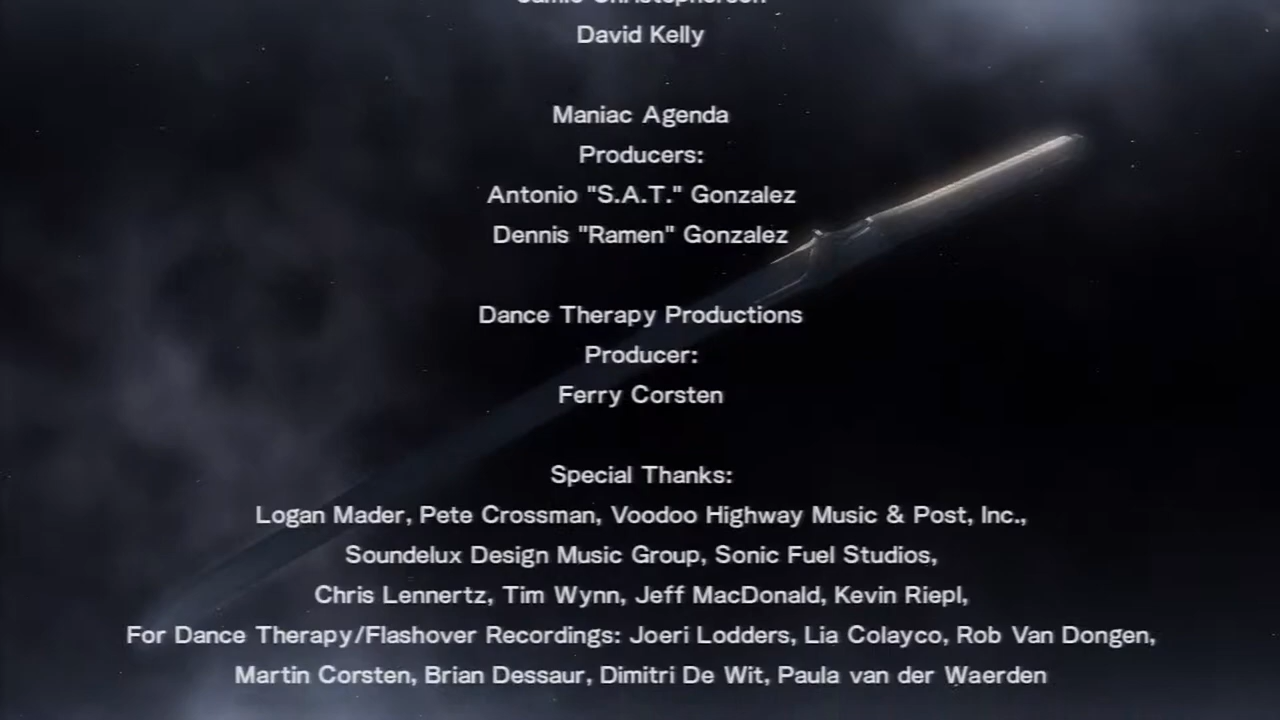 David Kelly
Maniac Agenda
Producers:
Antonio "S.A.T." Gonzalez
Dennis "Ramen" Gonzalez
Dance Therapy Productions
Producer:
Ferry Corsten
Special Thanks:
Logan Mader, Pete Crossman, Voodoo Highway Music & Post, Inc.,
Soundelux Design Music Group, Sonic Fuel Studios,
Chris Lennertz, Tim Wynn, Jeff MacDonald, Kevin Riepl,
For Dance Therapy/Flashover Recordings: Joeri Lodders, Lia Colayco, Rob Van Dongen,
Martin Corsten, Brian Dessaur, Dimitri De Wit, Paula van der Waerden